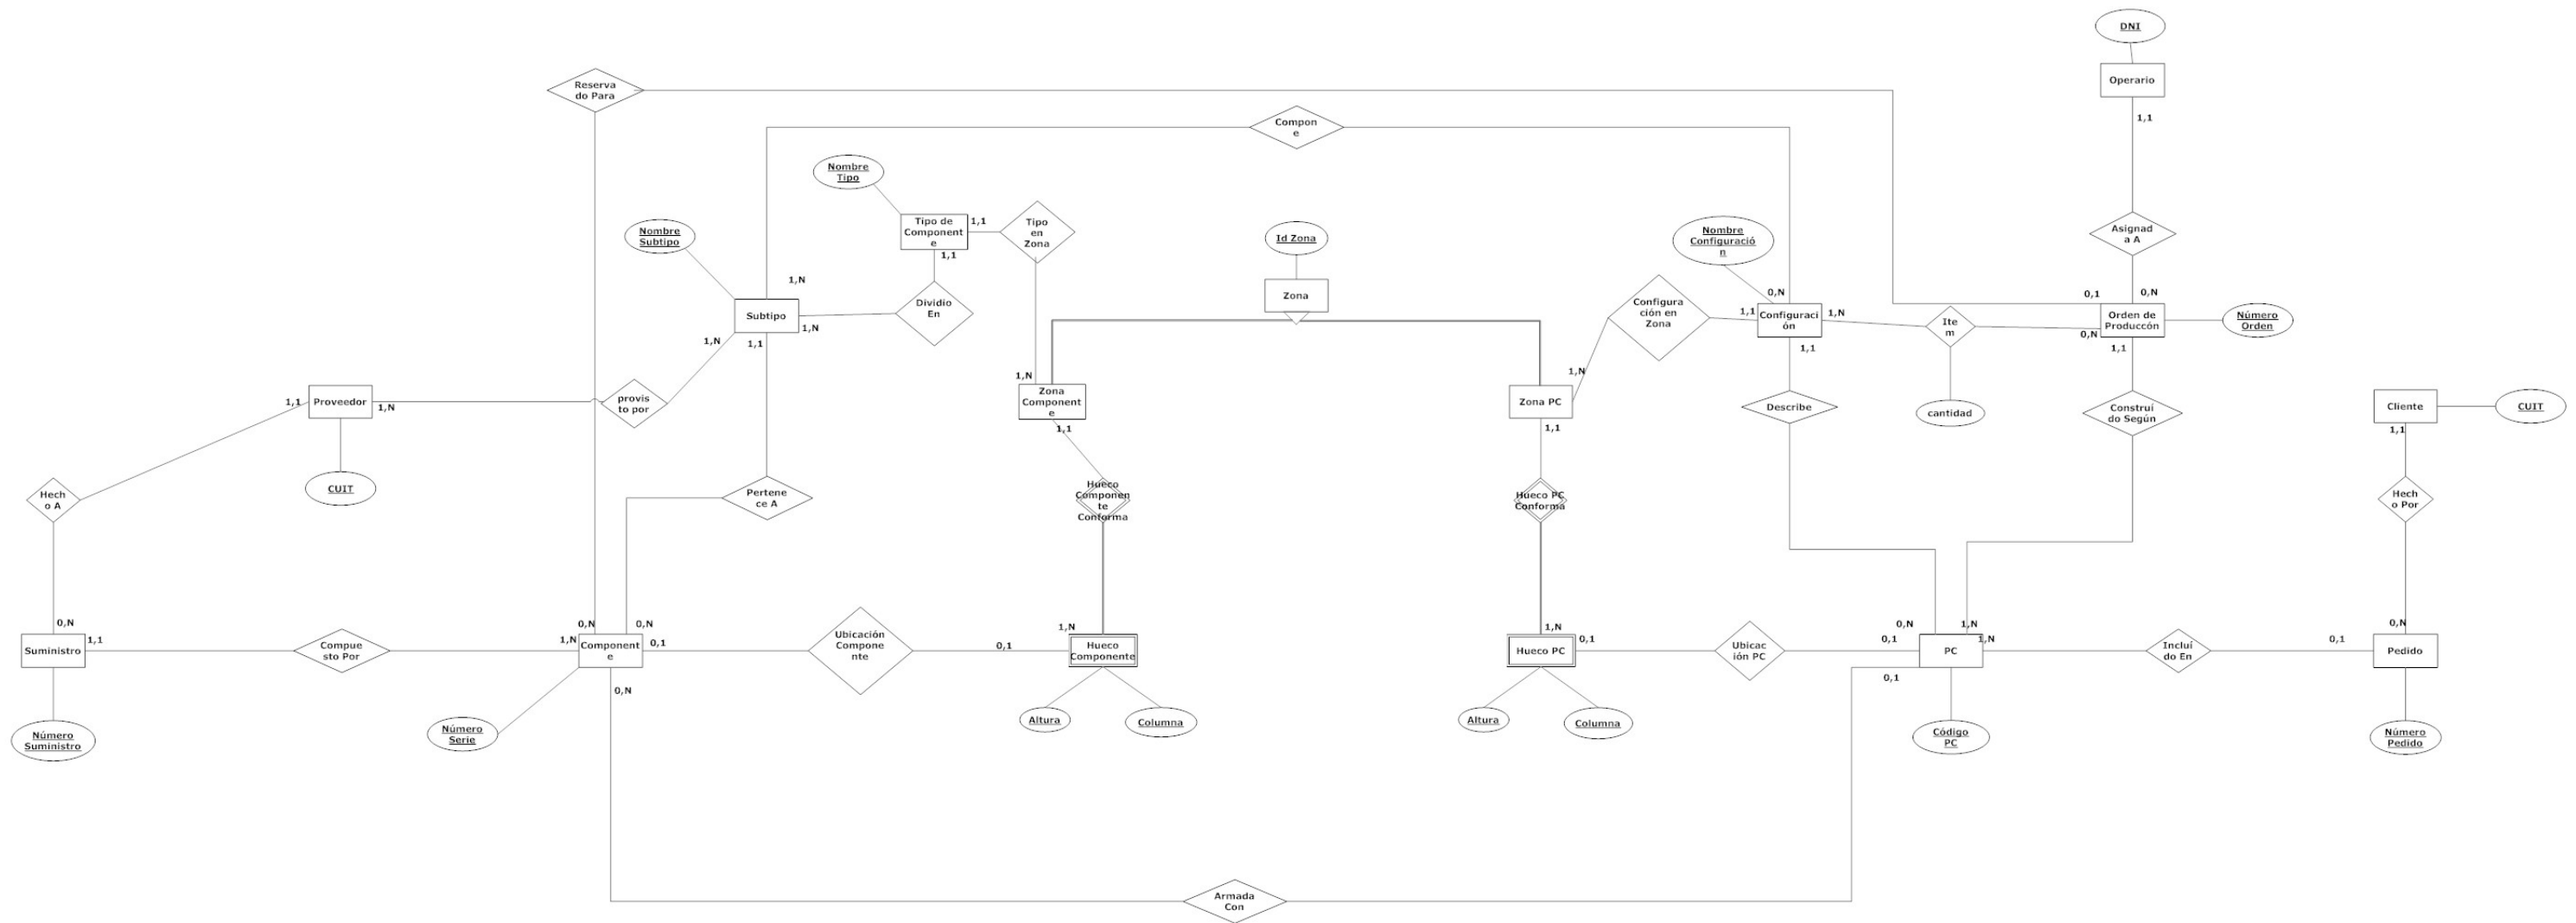 DNI
Operario
1,1
Reserva
do Para
Compon
e
Nombre
Tipo
Tipo de
Component
e
1,1
1,1
Tipo
en
Zona
Nombre
Subtipo
Id Zona
Zona
Nombre
Configuració
n
Asignad
a A
1,N
Subtipo
1,N
1,N
1,1
Dividio
En
Configura
ción en
Zona
1,1
0,N
Configuraci
ón
1,N
1,1
Ite
m
cantidad
0,1
0,N
Orden de
Produccón
0,N
1,1
Número
Orden
1,1
Proveedor
1,N
CUIT
provis
to por
1,N
Zona
Component
e
1,1
1,N
Zona PC
1,1
Describe
Construí
do Según
Cliente
1,1
CUIT
Hech
o A
Pertene
ce A
Hueco
Componen
te
Conforma
Hueco PC
Conforma
Hech
o Por
0,N
Suministro
1,1
Compue
sto Por
0,N
1,N
Component
e
0,N
0,1
0,N
Ubicación
Compone
nte
0,1
1,N
Hueco
Componente
1,N
Hueco PC
0,1
Ubicac
ión PC
0,N
0,1
1,N
1,N
PC
0,1
Incluí
do En
0,1
0,N
Pedido
Número
Suministro
Número
Serie
Altura
Columna
Altura
Columna
Código
PC
Número
Pedido
Armada
Con